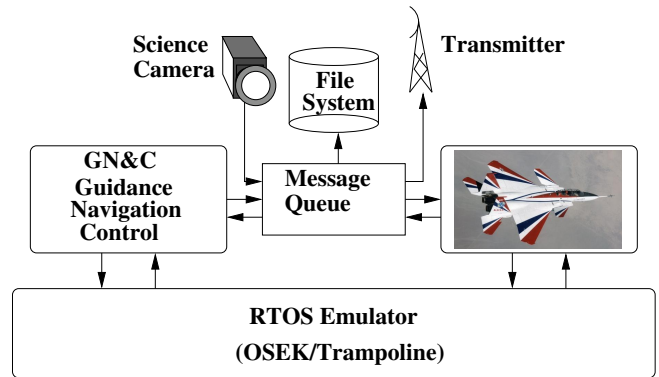 Science
Camera
File
System
Transmitter
GN&C
Guidance
Navigation
Control
Message
Queue
RTOS Emulator
(OSEK/Trampoline)